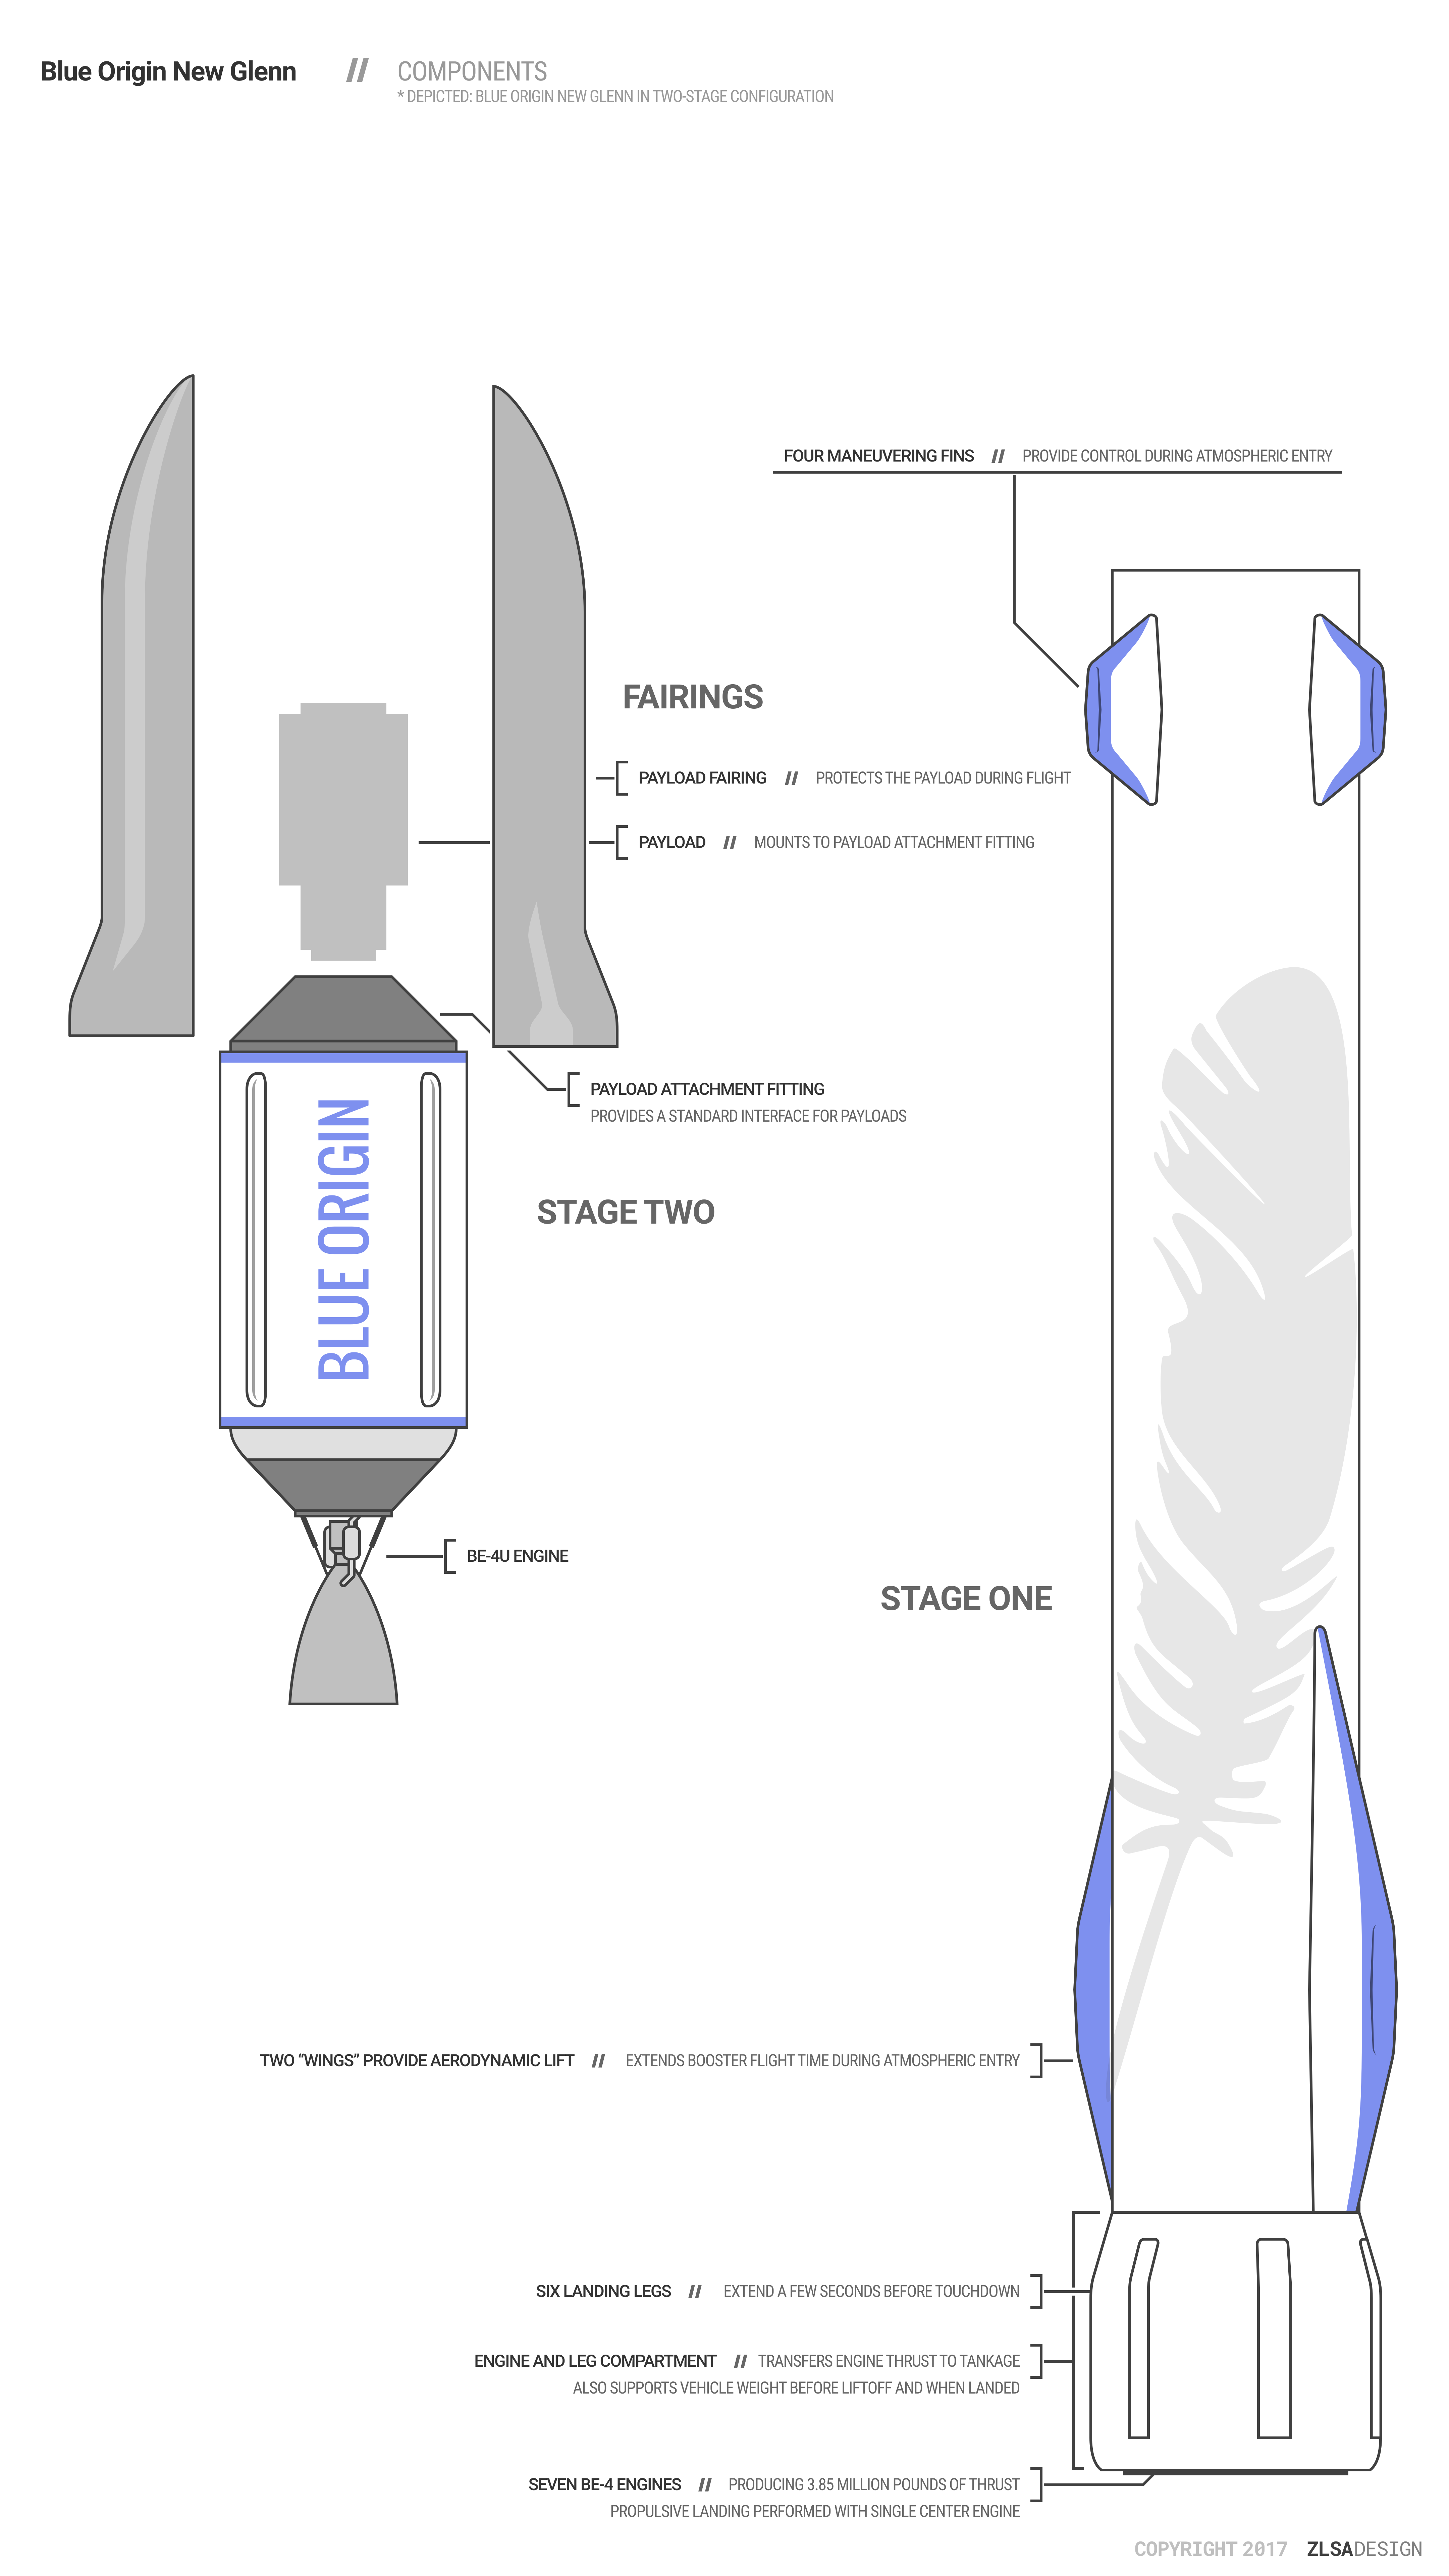 Blue Origin New Glenn // COMPONENTS
* DEPICTED: BLUE ORIGIN NEW GLENN IN TWO-STAGE CONFIGURATION
FOUR MANEUVERING FINS // PROVIDE CONTROL DURING ATMOSPHERIC ENTRY
FAIRINGS
PAYLOAD FAIRING // PROTECTS THE PAYLOAD DURING FLIGHT
PAYLOAD // MOUNTS TO PAYLOAD ATTACHMENT FITTING
PAYLOAD ATTACHMENT FITTING
PROVIDES A STANDARD INTERFACE FOR PAYLOADS
BLUE ORIGIN
STAGE TWO
BE-4U ENGINE
STAGE ONE
TWO “WINGS” PROVIDE AERODYNAMIC LIFT // EXTENDS BOOSTER FLIGHT TIME DURING ATMOSPHERIC ENTRY
SIX LANDING LEGS // EXTEND A FEW SECONDS BEFORE TOUCHDOWN
ENGINE AND LEG COMPARTMENT // TRANSFERS ENGINE THRUST TO TANKAGE
ALSO SUPPORTS VEHICLE WEIGHT BEFORE LIFTOFF AND WHEN LANDED
SEVEN BE-4 ENGINES // PRODUCING 3.85 MILLION POUNDS OF THRUST
PROPULSIVE LANDING PERFORMED WITH SINGLE CENTER ENGINE
COPYRIGHT 2017 ZLSADESIGN